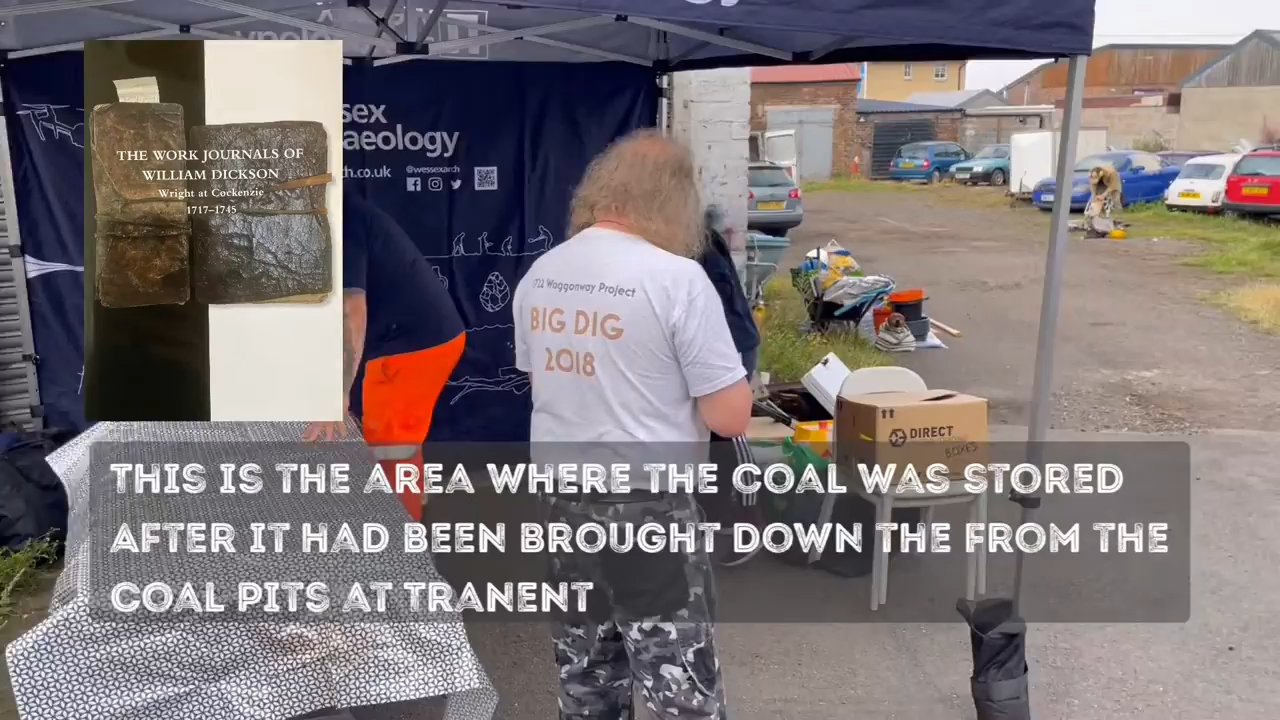 THE WORK JOURNALS OF
WILLIAM DICKSON
Wright at Cockenzie
1717–1745
sex
aeology
h.co.uk
@wessexarch
1722 Waggonway Project
BIG DIG
2018
DIRECT
BOXES
THIS IS THE AREA WHERE THE COAL WAS STORED
AFTER IT HAD BEEN BROUGHT DOWN THE FROM THE
COAL PITS AT TRANENT